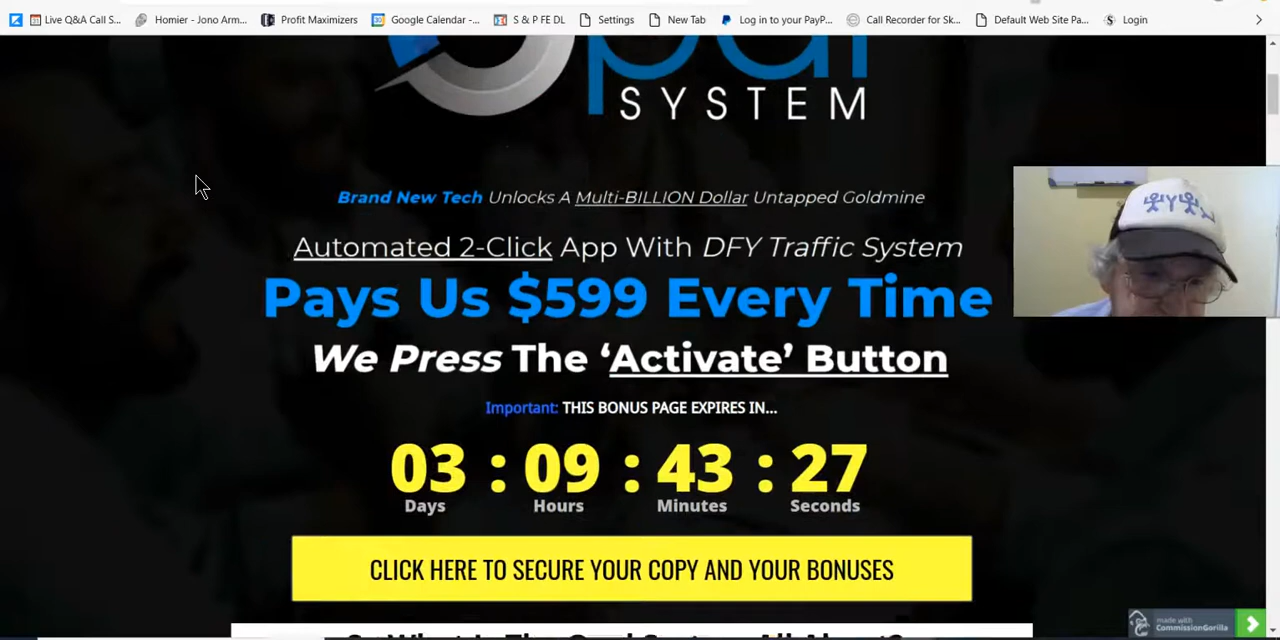 Live Q&A Call S... Homier - Jono Arm... Profit Maximizers Google Calendar -... S & P FE DL Settings New Tab Log in to your PayP... Call Recorder for Sk... Default Web Site Pa... Login
SYSTEM
Brand New Tech Unlocks A Multi-BILLION Dollar Untapped Goldmine
Automated 2-Click App With DFY Traffic System
Pays Us $599 Every Time
We Press The ‘Activate’ Button
Important: THIS BONUS PAGE EXPIRES IN...
03 : 09 : 43 : 27
Days Hours Minutes Seconds
CLICK HERE TO SECURE YOUR COPY AND YOUR BONUSES
made with
CommissionGorilla